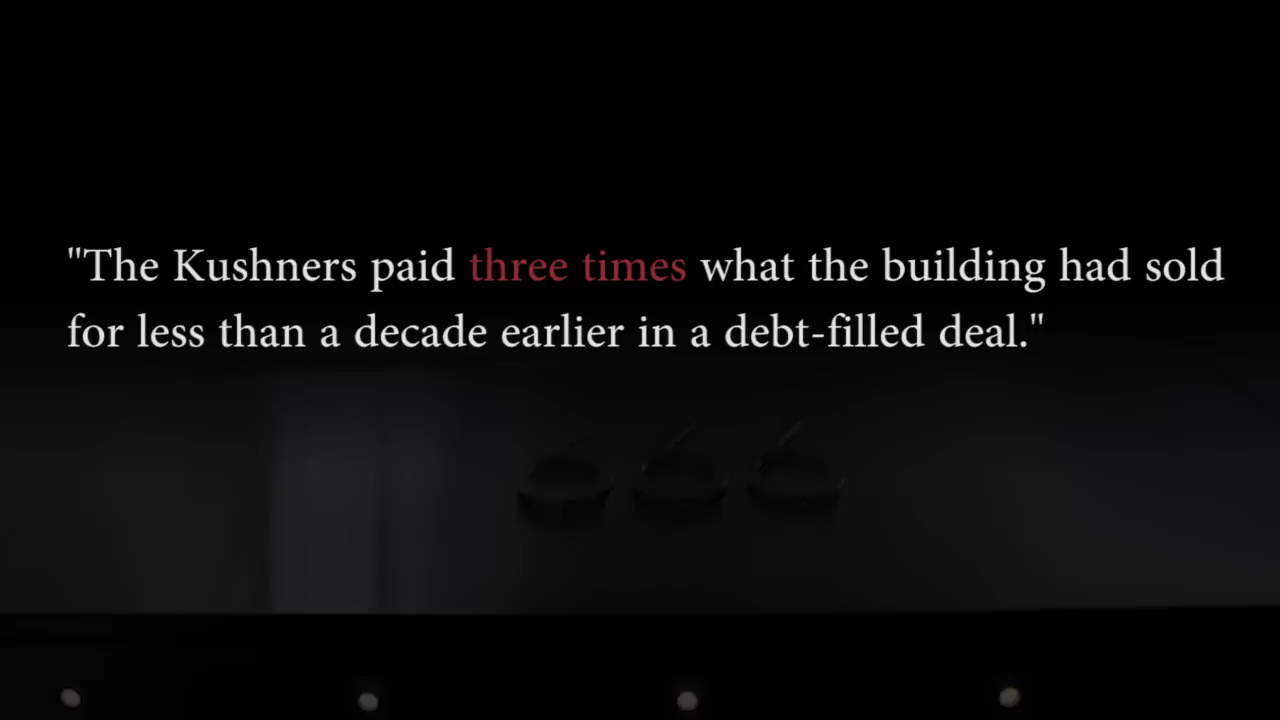 "The Kushners paid three times what the building had sold
for less than a decade earlier in a debt-filled deal."
666